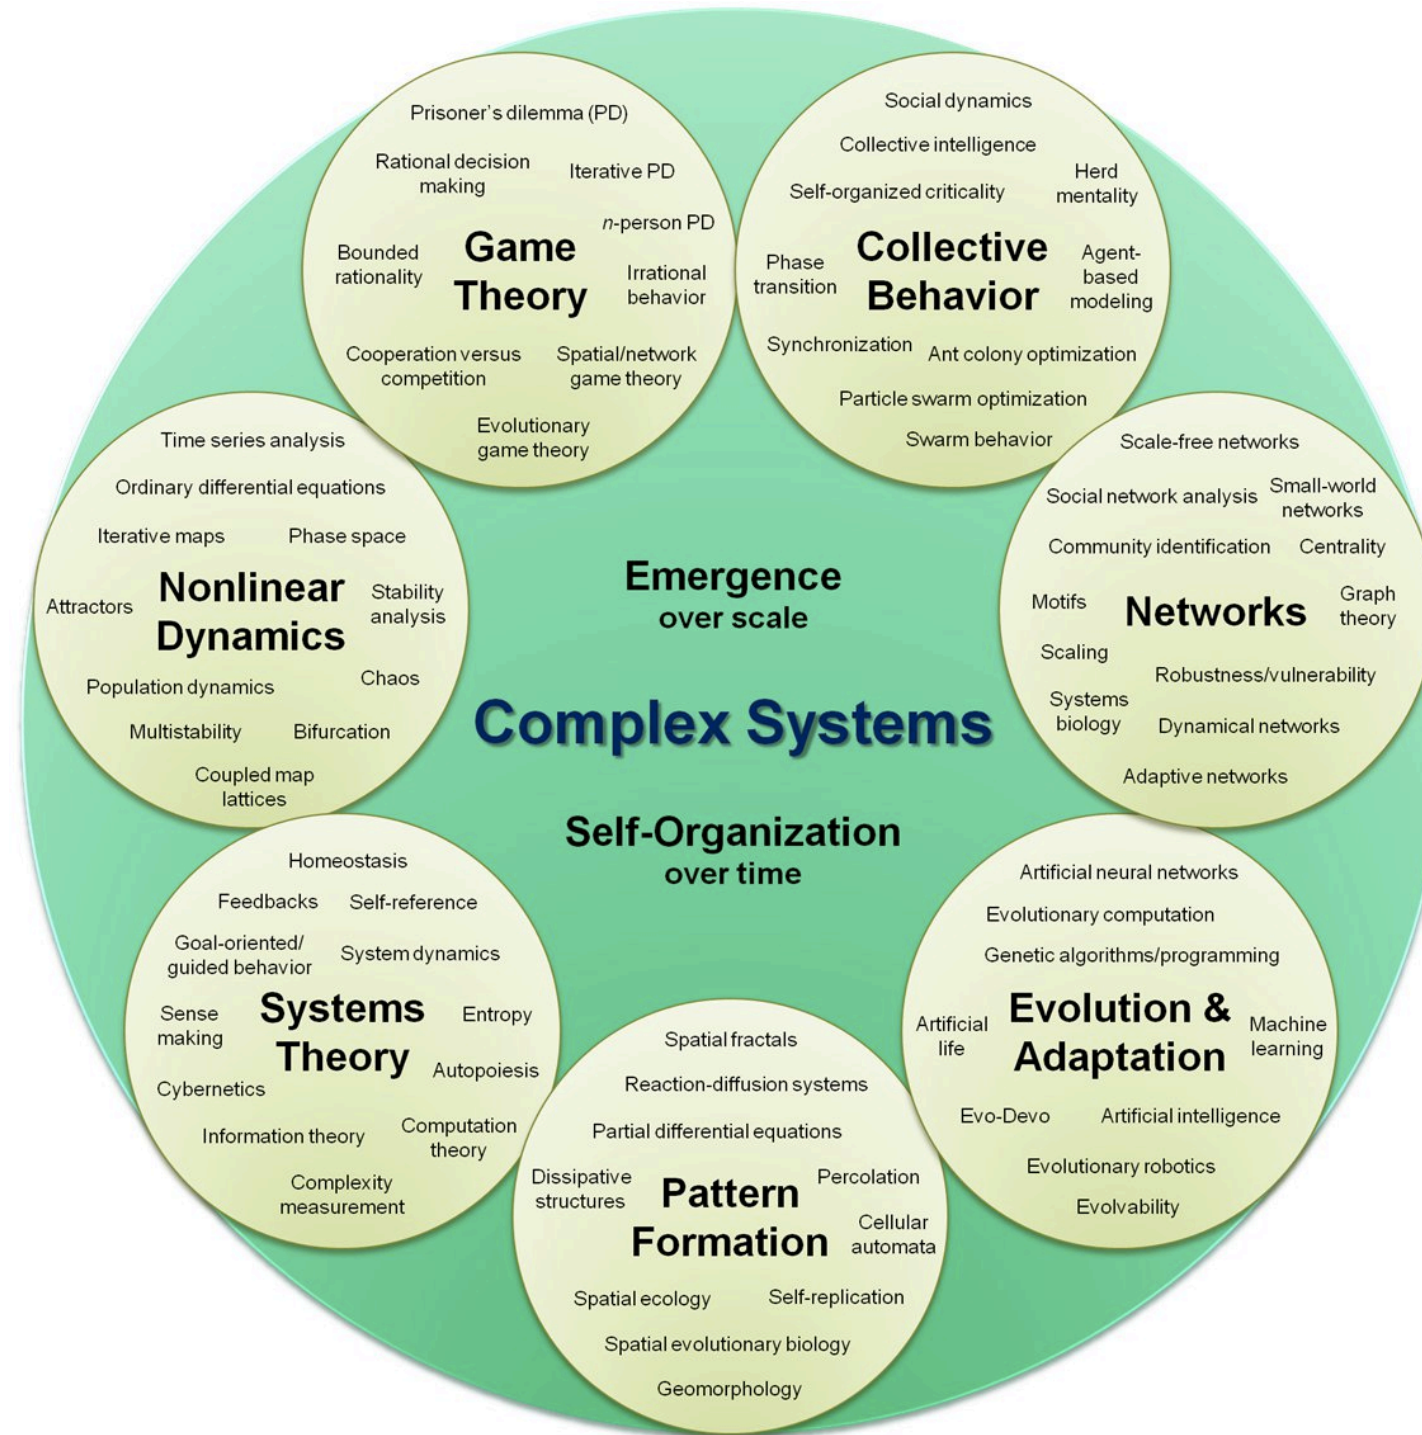 Prisoner's dilemma (PD)
Rational decision
making
Iterative PD
n-person PD
Bounded
rationality
Game
Theory
Irrational
behavior
Cooperation versus
competition
Spatial/network
game theory
Evolutionary
game theory
Social dynamics
Collective intelligence
Herd
mentality
Self-organized criticality
Phase
transition
Collective
Behavior
Agent-
based
modeling
Synchronization
Ant colony optimization
Particle swarm optimization
Swarm behavior
Time series analysis
Ordinary differential equations
Iterative maps
Phase space
Attractors
Nonlinear
Dynamics
Stability
analysis
Population dynamics
Chaos
Multistability
Bifurcation
Coupled map
lattices
Emergence
over scale
Complex Systems
Self-Organization
over time
Scale-free networks
Social network analysis
Small-world
networks
Community identification
Centrality
Motifs
Networks
Graph
theory
Scaling
Robustness/vulnerability
Systems
biology
Dynamical networks
Adaptive networks
Homeostasis
Feedbacks
Self-reference
Goal-oriented/
guided behavior
System dynamics
Sense
making
Systems
Theory
Entropy
Autopoiesis
Cybernetics
Information theory
Computation
theory
Complexity
measurement
Spatial fractals
Reaction-diffusion systems
Partial differential equations
Dissipative
structures
Pattern
Formation
Percolation
Cellular
automata
Spatial ecology
Self-replication
Spatial evolutionary biology
Geomorphology
Artificial neural networks
Evolutionary computation
Genetic algorithms/programming
Artificial
life
Evolution &
Adaptation
Machine
learning
Evo-Devo
Artificial intelligence
Evolutionary robotics
Evolvability